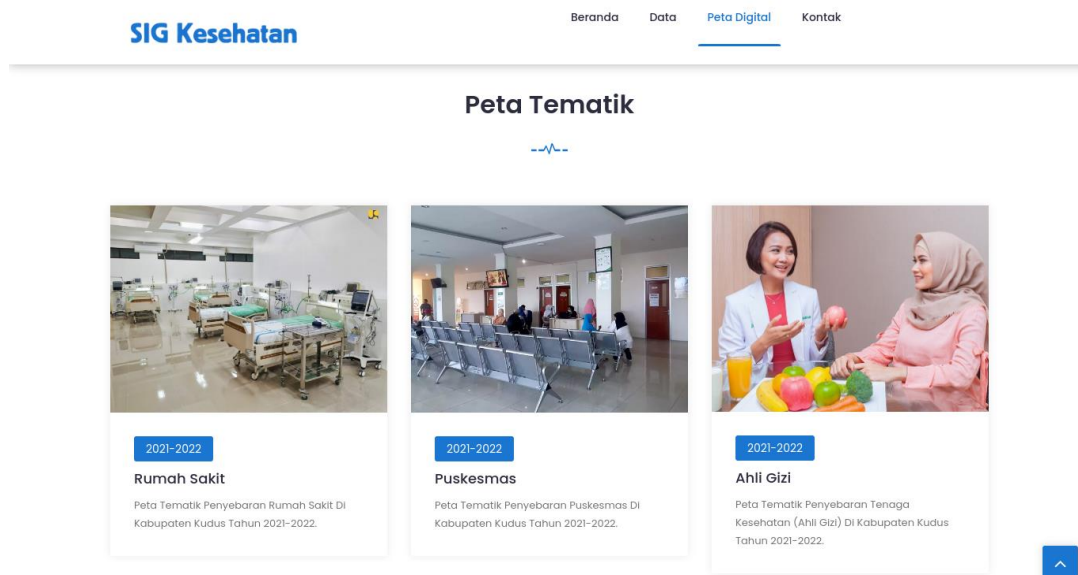 SIG Kesehatan
Beranda Data Peta Digital Kontak
Peta Tematik
2021-2022
Rumah Sakit
Peta Tematik Penyebaran Rumah Sakit Di
Kabupaten Kudus Tahun 2021-2022.
2021-2022
Puskesmas
Peta Tematik Penyebaran Puskesmas Di
Kabupaten Kudus Tahun 2021-2022.
2021-2022
Ahli Gizi
Peta Tematik Penyebaran Tenaga
Kesehatan (Ahli Gizi) Di Kabupaten Kudus
Tahun 2021-2022.